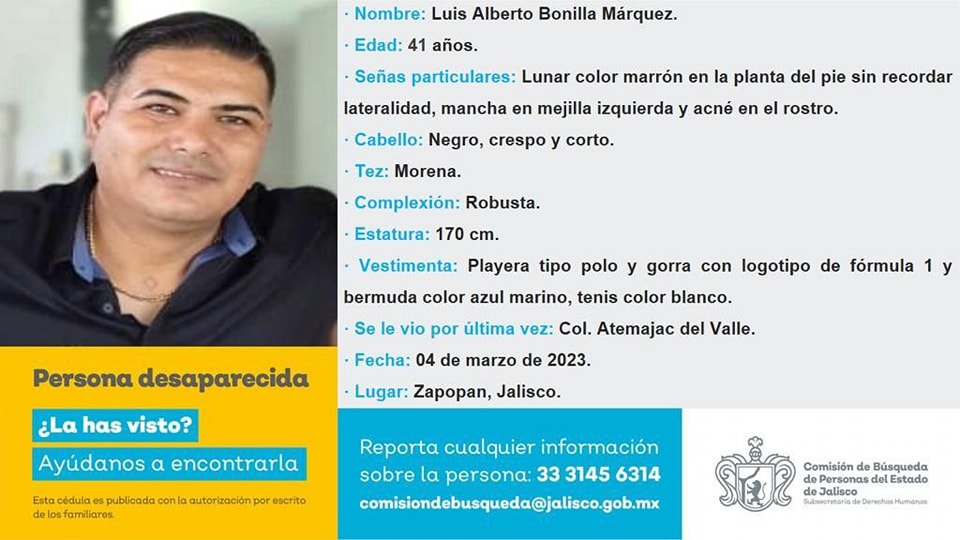 · Nombre: Luis Alberto Bonilla Márquez.
· Edad: 41 años.
· Señas particulares: Lunar color marrón en la planta del pie sin recordar
lateralidad, mancha en mejilla izquierda y acné en el rostro.
· Cabello: Negro, crespo y corto.
· Tez: Morena.
· Complexión: Robusta.
· Estatura: 170 cm.
· Vestimenta: Playera tipo polo y gorra con logotipo de fórmula 1 y
bermuda color azul marino, tenis color blanco.
· Se le vio por última vez: Col. Atemajac del Valle.
· Fecha: 04 de marzo de 2023.
· Lugar: Zapopan, Jalisco.
Persona desaparecida
¿La has visto?
Ayúdanos a encontrarla
Esta cédula es publicada con la autorización por escrito
de los familiares.
Reporta cualquier información
sobre la persona: 33 3145 6314
comisiondebusqueda@jalisco.gob.mx
Comisión de Búsqueda
de Personas del Estado
de Jalisco
Subsecretaría de Derechos Humanos